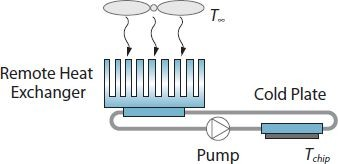 T∞
Remote Heat
Exchanger
Cold Plate
Pump
Tchip